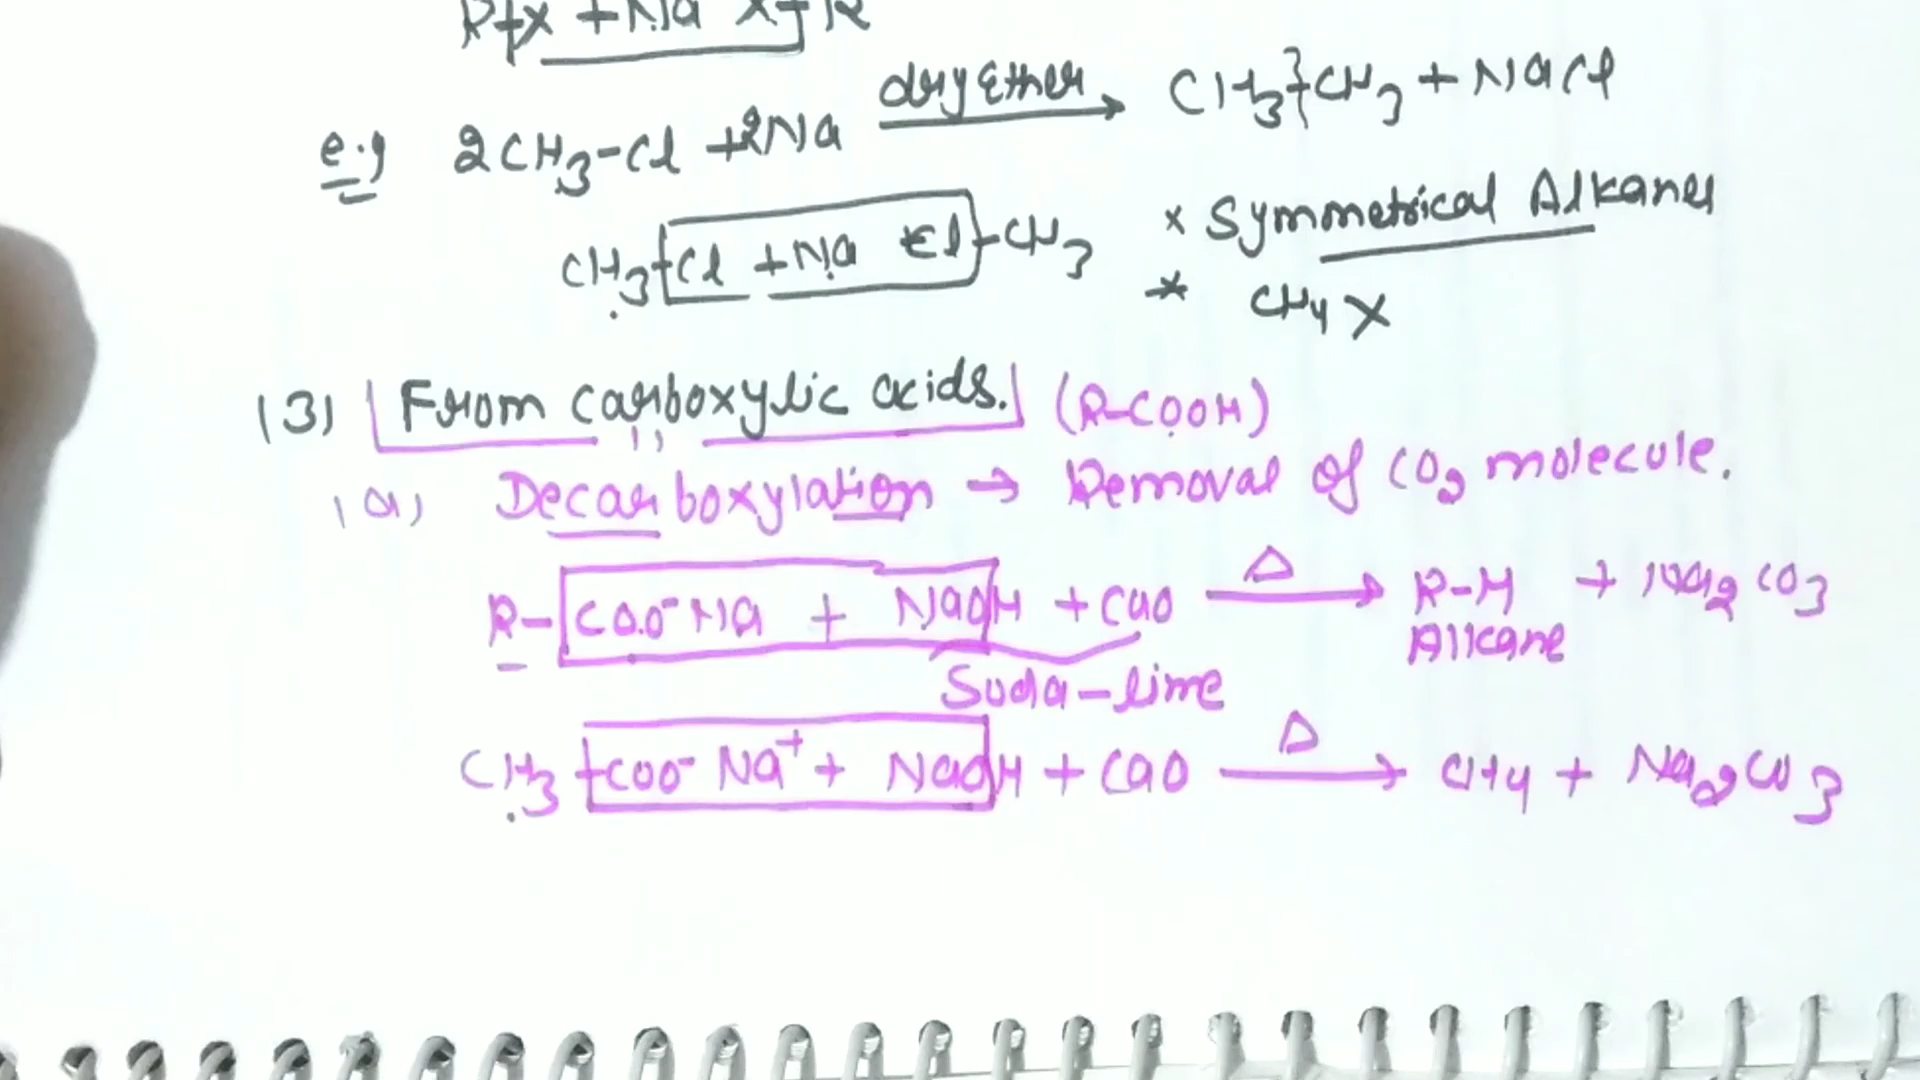 R-x + Na x-R
e.g 2CH3-Cl + 2Na dry Ether → CH3-CH3 + NaCl
CH3-Cl + Na Cl-CH3 x Symmetrical Alkanes
* CH4 X
(3) From carboxylic acids. (R-COOH)
(a) Decarboxylation → Removal of CO2 molecule.
R-COO-Na + NaOH + CaO Δ → R-H + Na2CO3
Alkane
Soda-lime
CH3-COO- Na+ + NaOH + CaO Δ → CH4 + Na2CO3